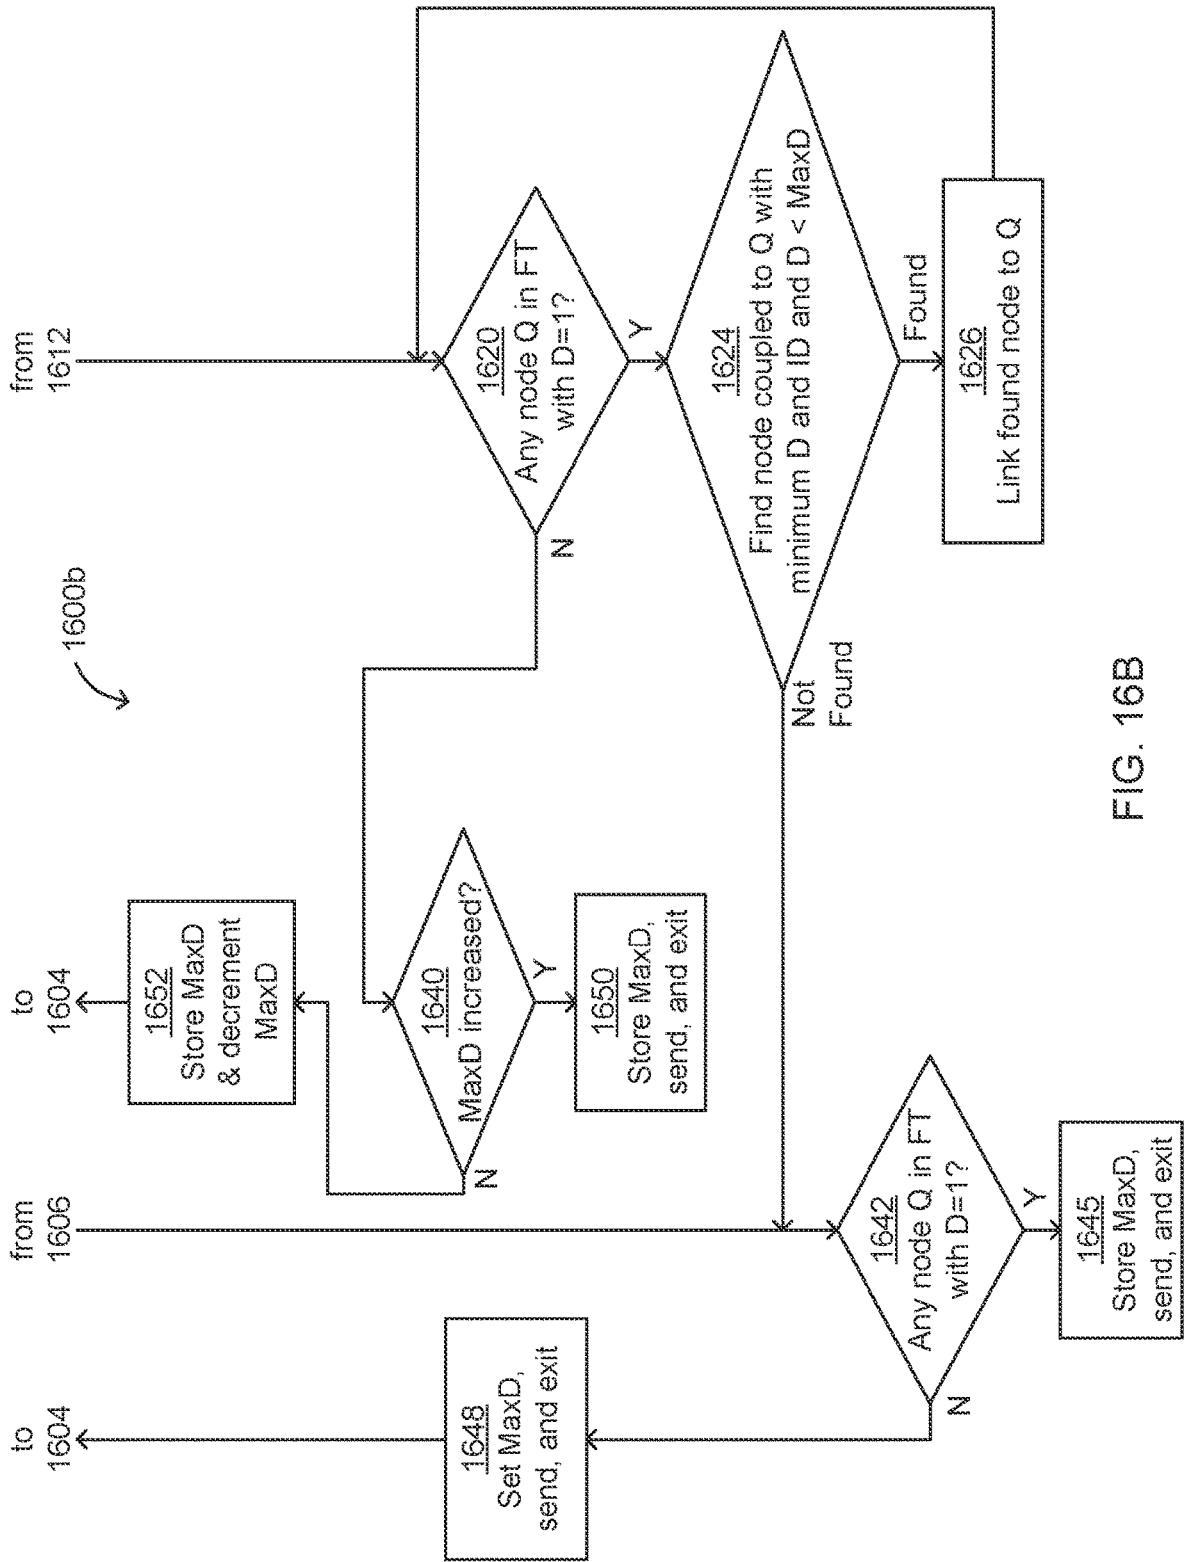 1600b
from
1612
1620
Any node Q in FT
with D=1?
N
Y
1624
Find node coupled to Q with
minimum D and ID and D < MaxD
Found
Not
Found
1626
Link found node to Q
to
1604
1652
Store MaxD
& decrement
MaxD
1640
MaxD increased?
N
Y
1650
Store MaxD,
send, and exit
from
1606
1642
Any node Q in FT
with D=1?
N
Y
1645
Store MaxD,
send, and exit
to
1604
1648
Set MaxD,
send, and exit
FIG. 16B